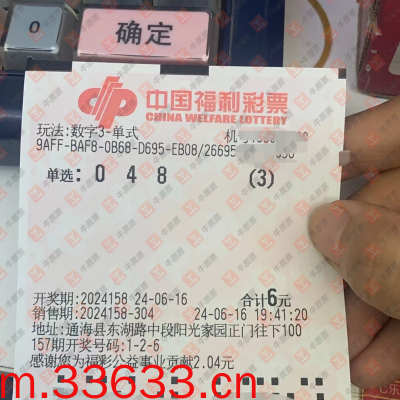 0
确定
中国福利彩票
CHINA WELFARE LOTTERY
玩法:数字3-单式
9AFF-BAF8-0B68-D695-EB08/26695
单选: 0 4 8 (3)
开奖期:2024158 24-06-16 合计6元
销售期:2024158-304 24-06-16 19:41:20
地址:通海县东湖路中段阳光家园正门往下100
157期开奖号码:1-2-6
感谢您为福彩公益事业贡献2.04元
m.33633.cn